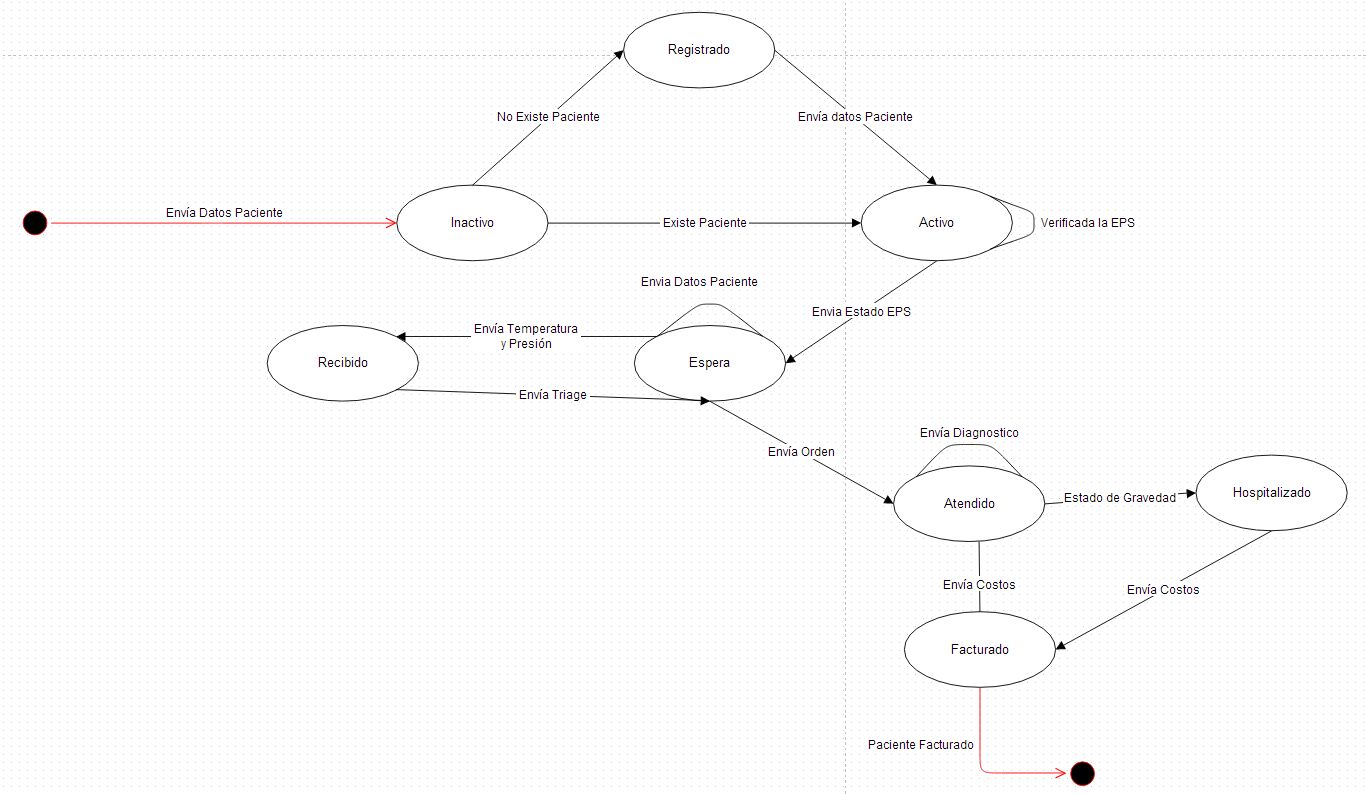 Registrado
No Existe Paciente
Envía datos Paciente
Envía Datos Paciente
Inactivo
Existe Paciente
Activo
Verificada la EPS
Envia Datos Paciente
Envia Estado EPS
Envía Temperatura
y Presión
Recibido
Espera
Envía Triage
Envía Orden
Envía Diagnostico
Atendido
Estado de Gravedad
Hospitalizado
Envía Costos
Envía Costos
Facturado
Paciente Facturado